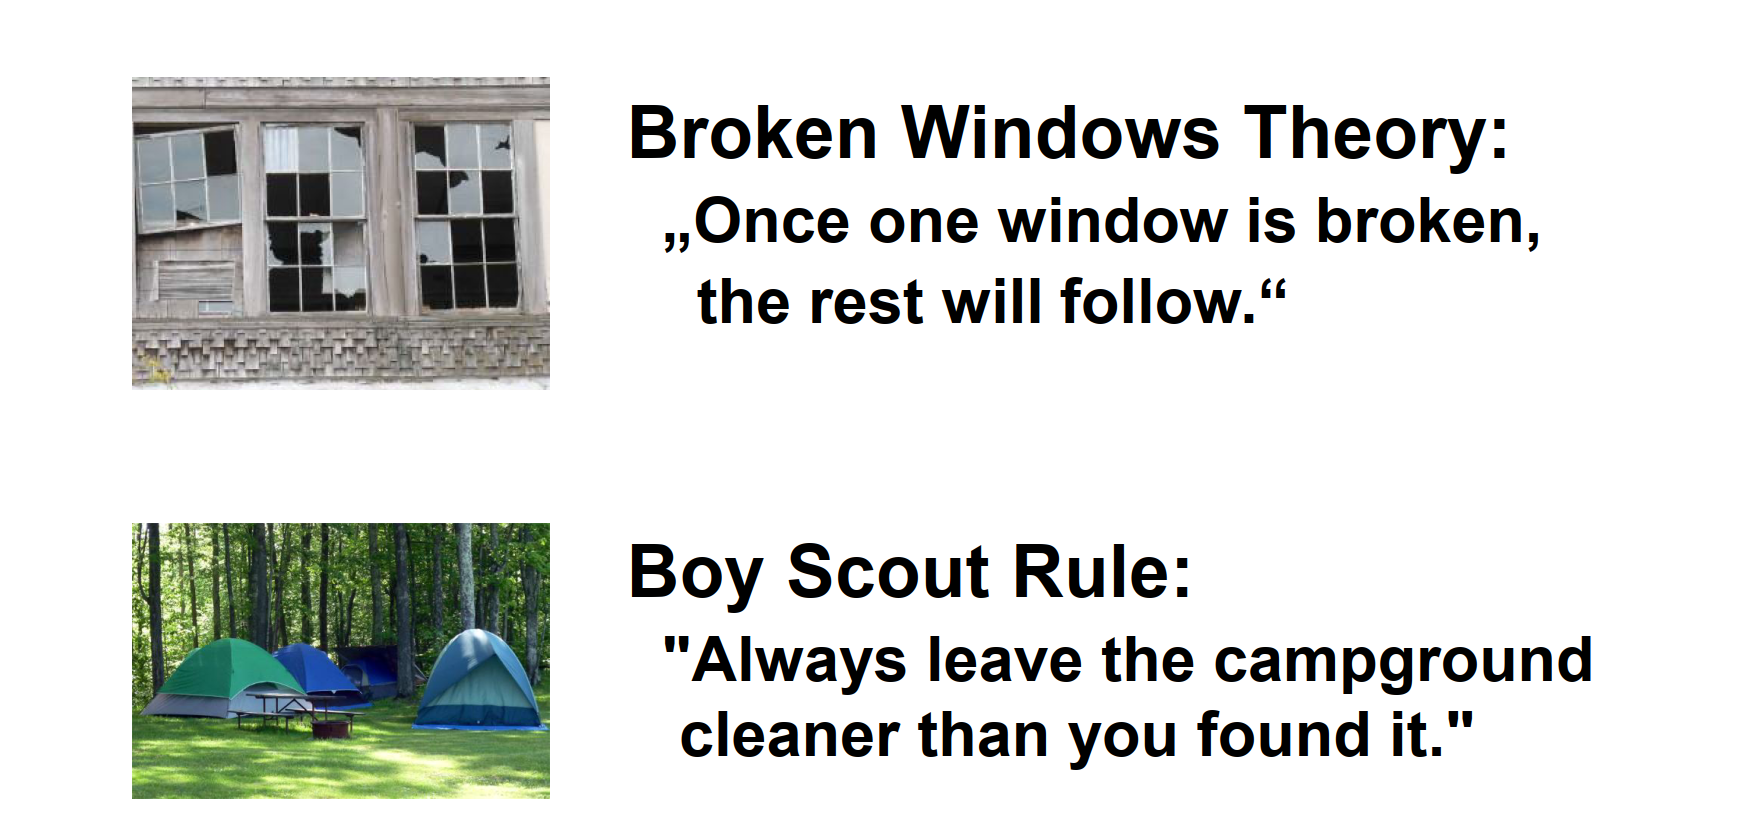 Broken Windows Theory:
„Once one window is broken,
the rest will follow.“
Boy Scout Rule:
"Always leave the campground
cleaner than you found it."